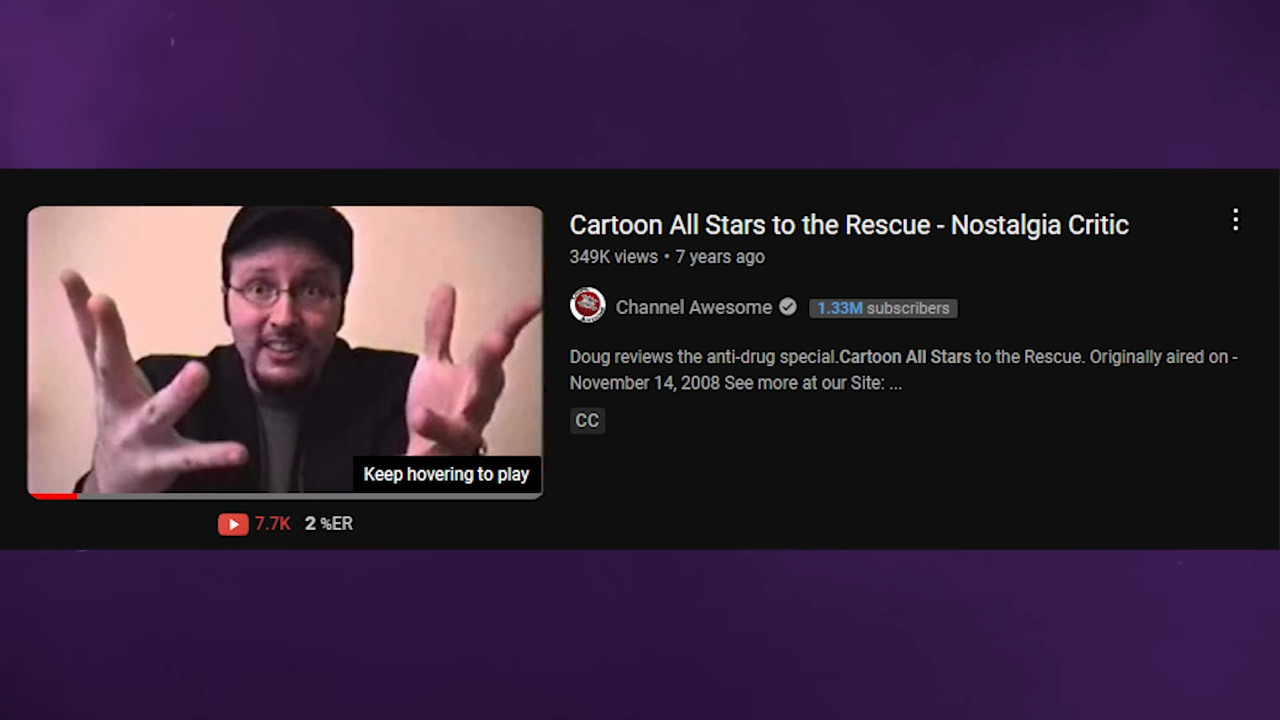 Cartoon All Stars to the Rescue - Nostalgia Critic
349K views • 7 years ago
Channel Awesome 1.33M subscribers
Doug reviews the anti-drug special.Cartoon All Stars to the Rescue. Originally aired on -
November 14, 2008 See more at our Site: ...
CC
Keep hovering to play
7.7K 2 %ER